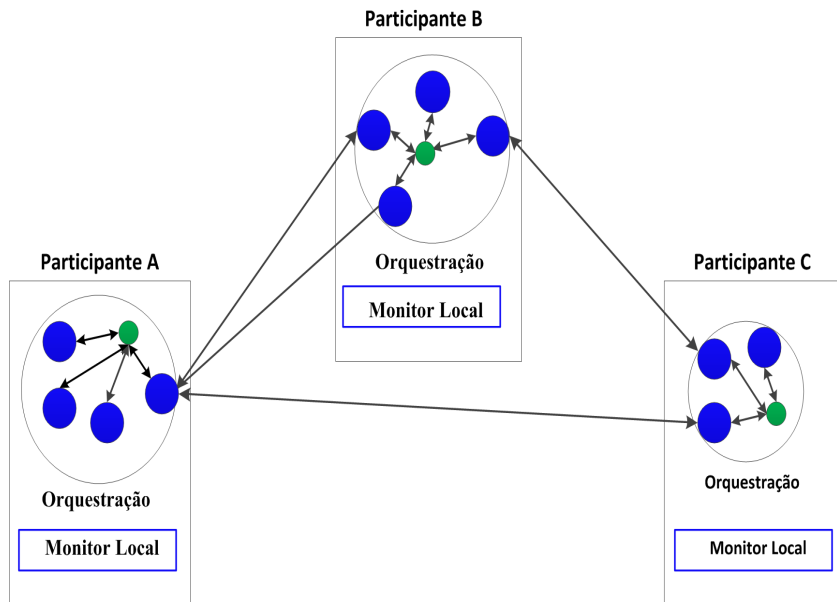 Participante B
Orquestração
Monitor Local
Participante A
Orquestração
Monitor Local
Participante C
Orquestração
Monitor Local